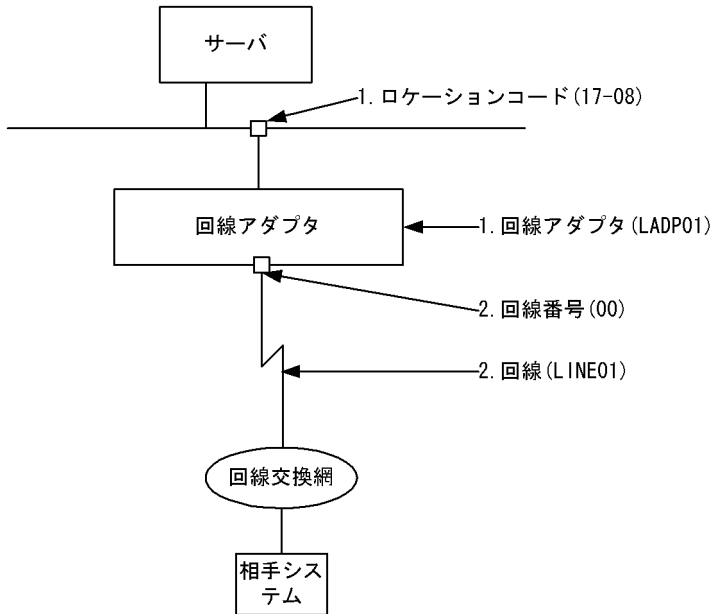 サーバ
1. ロケーションコード(17-08)
回線アダプタ
1. 回線アダプタ(LADP01)
2. 回線番号(00)
2. 回線(LINE01)
回線交換網
相手シス
テム